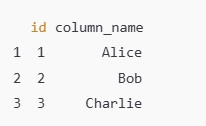 id column_name
1 1 Alice
2 2 Bob
3 3 Charlie